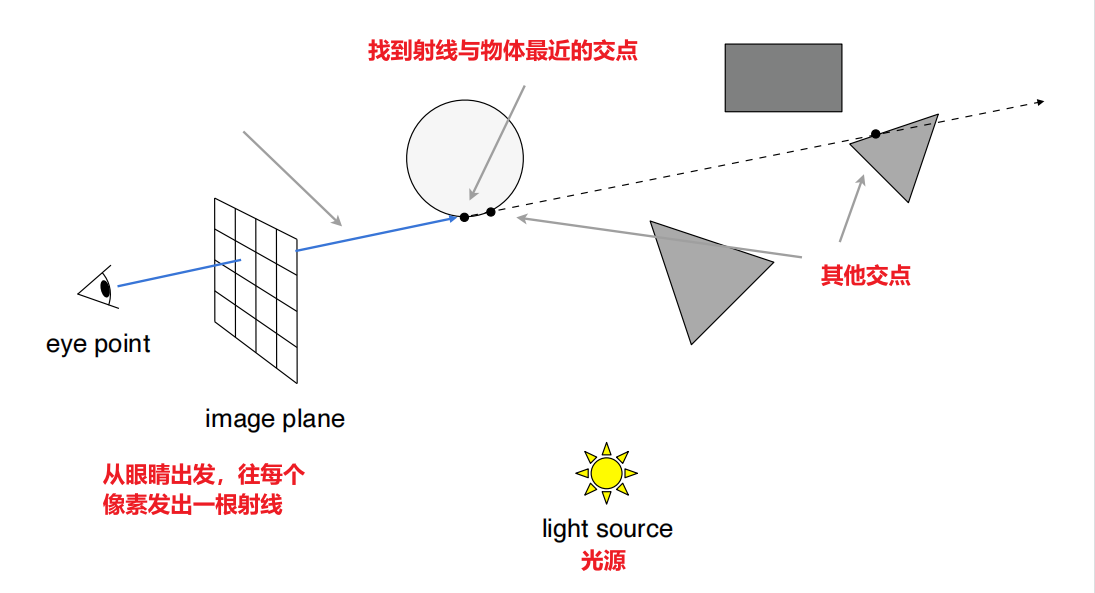 找到射线与物体最近的交点
其他交点
eye point
image plane
从眼睛出发，往每个
像素发出一根射线
light source
光源